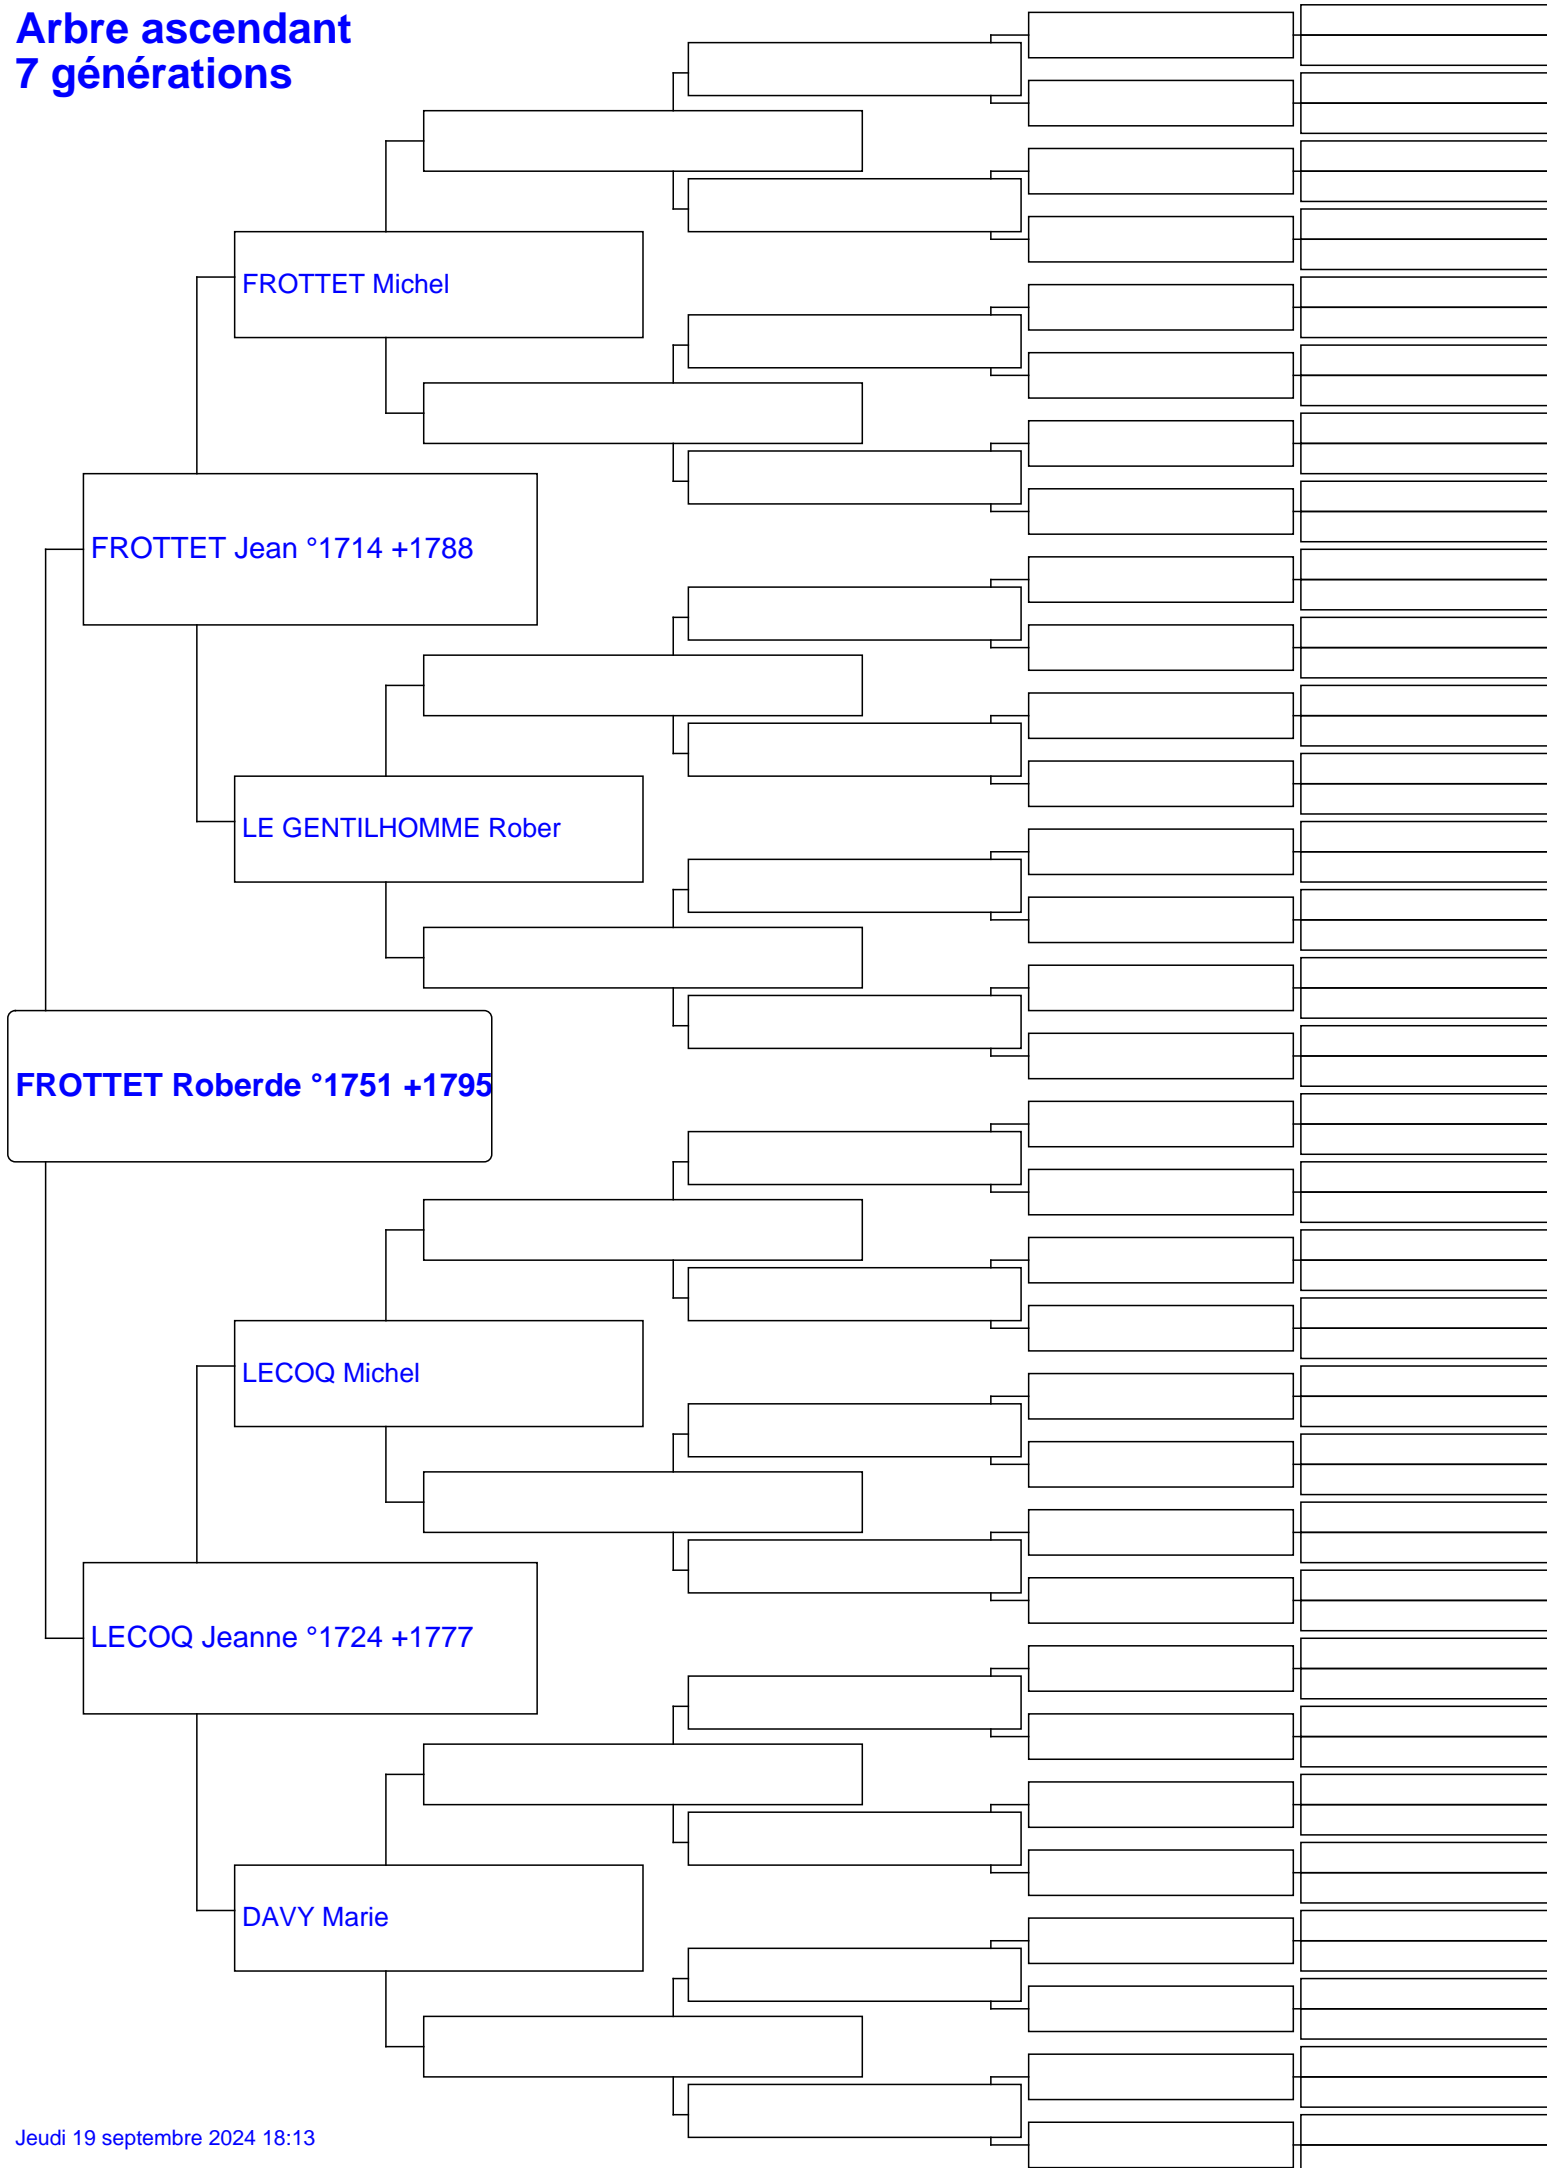 Arbre ascendant
7 générations
FROTTET Michel
FROTTET Jean °1714 +1788
LE GENTILHOMME Rober
FROTTET Roberde °1751 +1795
LECOQ Michel
LECOQ Jeanne °1724 +1777
DAVY Marie
Jeudi 19 septembre 2024 18:13